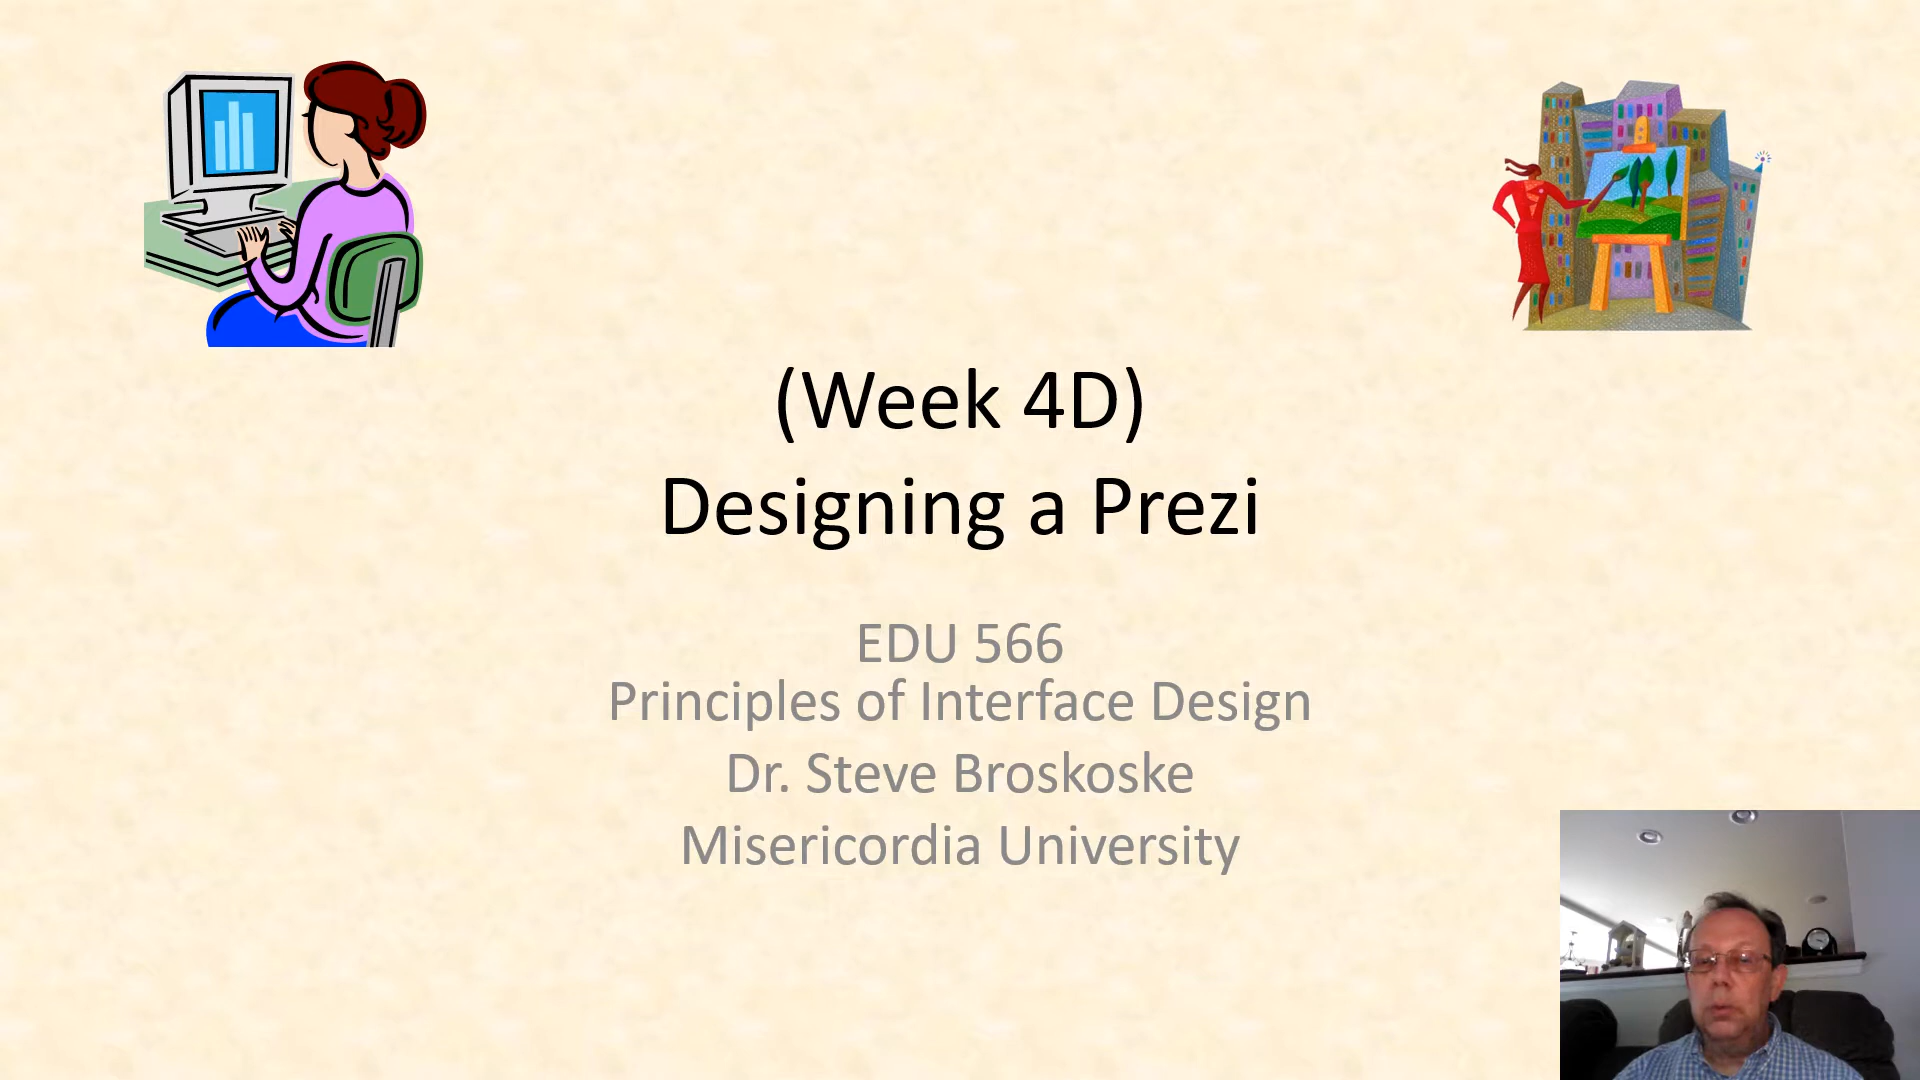 (Week 4D)
Designing a Prezi
EDU 566
Principles of Interface Design
Dr. Steve Broskoske
Misericordia University